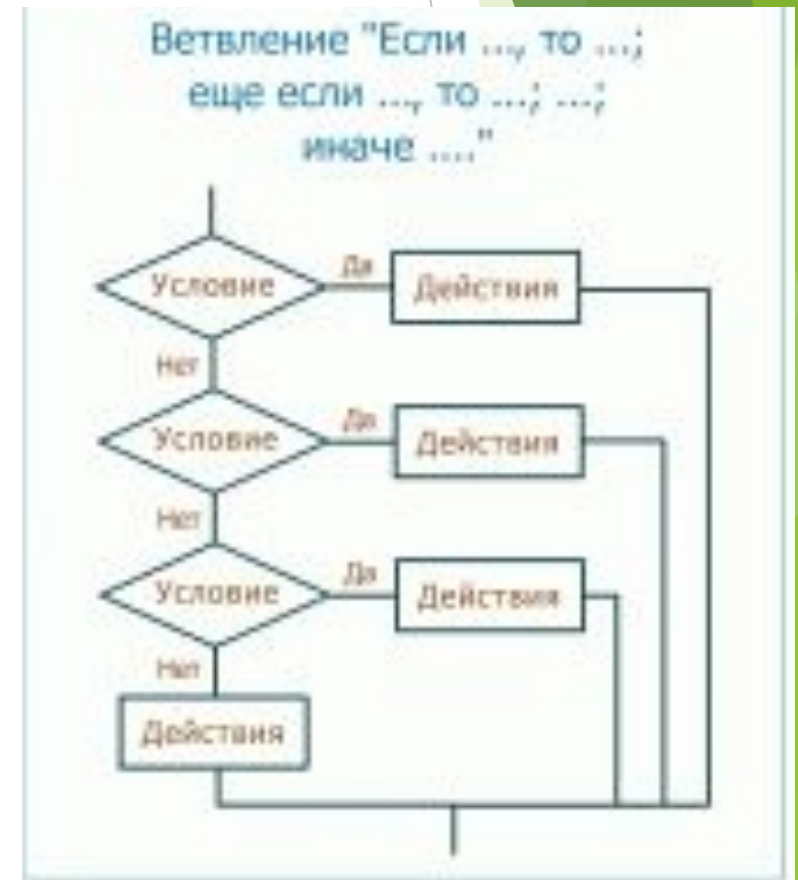 Ветвление "Если ..., то ...;
еще если ..., то ...; ...;
иначе ...."
Условие
Да
Действия
Нет
Условие
Да
Действия
Нет
Условие
Да
Действия
Нет
Действия